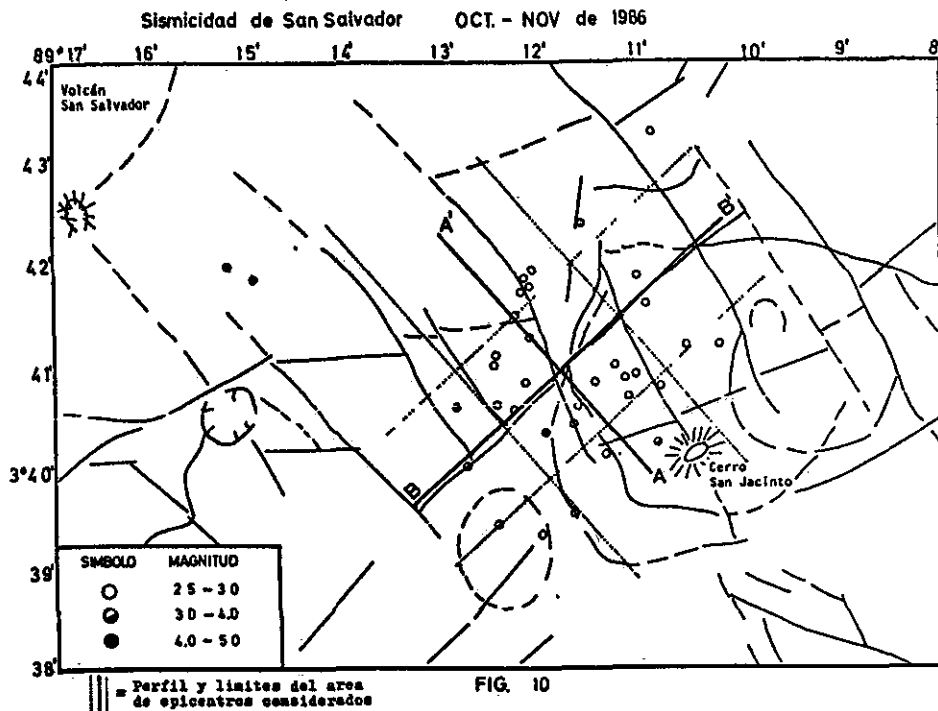 Sismicidad de San Salvador OCT. - NOV de 1986
89°17' 16' 15' 14' 13' 12' 11' 10' 9' 8
44'
Volcán
San Salvador
43'
A'
B'
42'
41'
B
3°40'
A
Cerro
San Jacinto
39'
SIMBOLO MAGNITUD
2.5 - 3.0
3.0 - 4.0
4.0 - 5.0
38'
= Perfil y limites del area
de epicentros considerados
FIG. 10